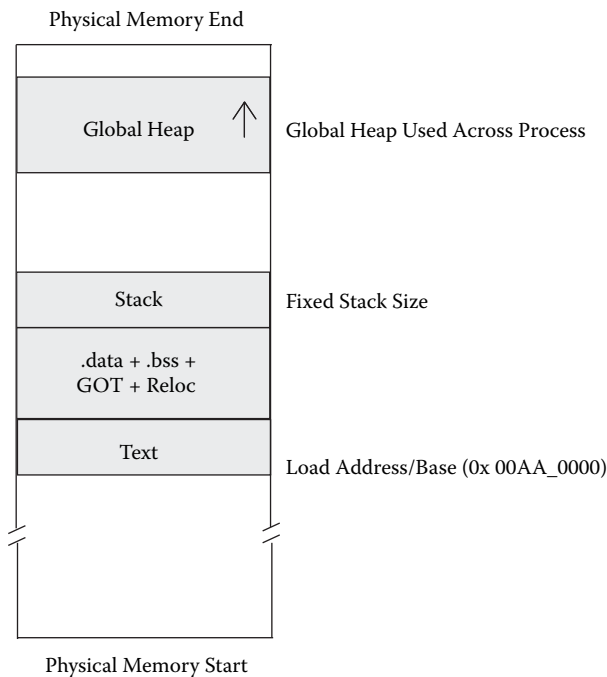 Physical Memory End
Global Heap
Global Heap Used Across Process
Stack
Fixed Stack Size
.data + .bss +
GOT + Reloc
Text
Load Address/Base (0x 00AA_0000)
Physical Memory Start